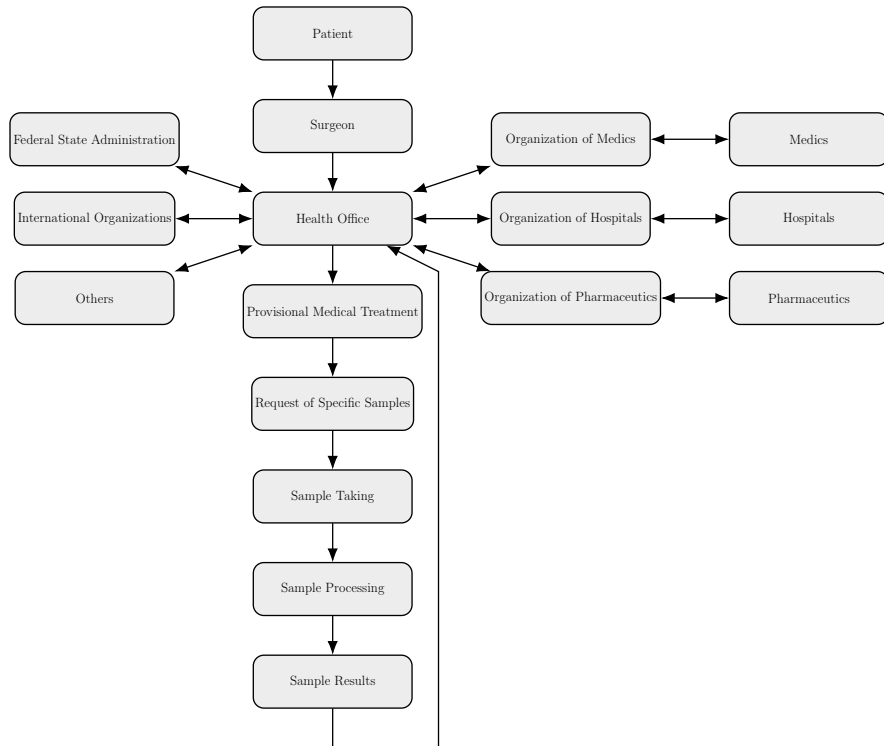 Patient
Surgeon
Federal State Administration
Organization of Medics
Medics
International Organizations
Health Office
Organization of Hospitals
Hospitals
Others
Organization of Pharmaceutics
Pharmaceutics
Provisional Medical Treatment
Request of Specific Samples
Sample Taking
Sample Processing
Sample Results